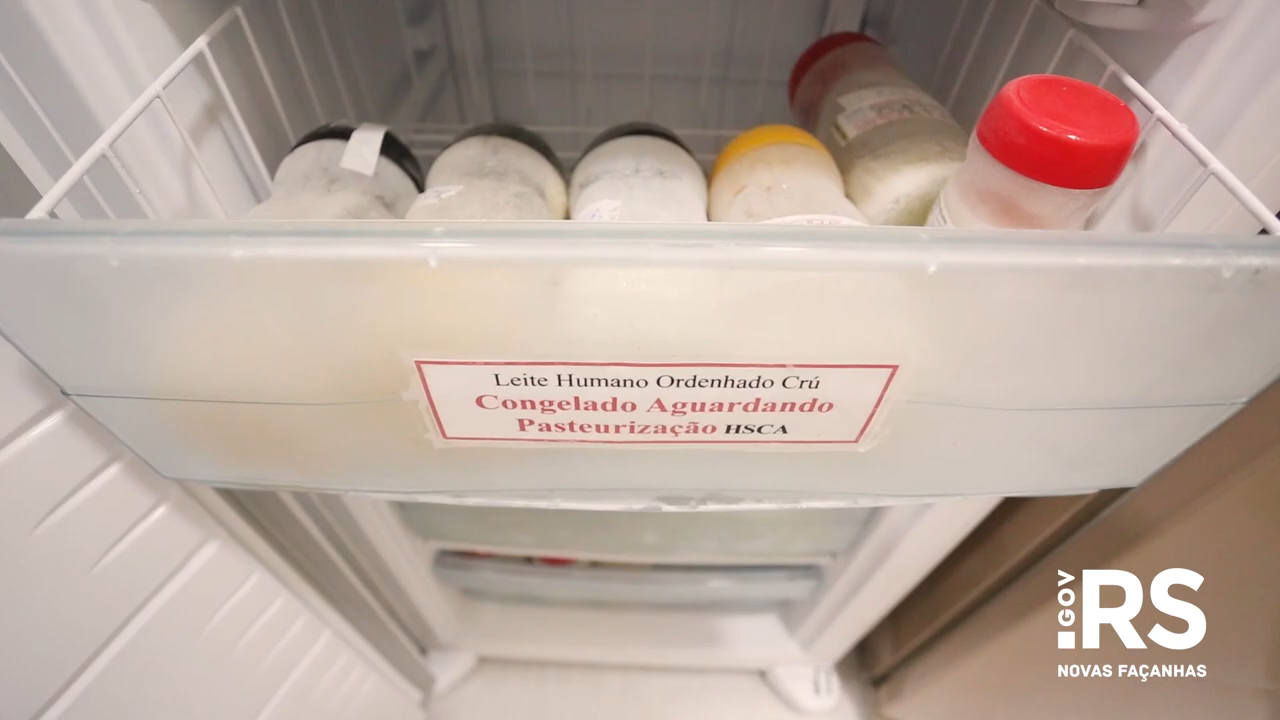 Leite Humano Ordenhado Crú
Congelado Aguardando
Pasteurização HSCA
GOV
RS
NOVAS FAÇANHAS